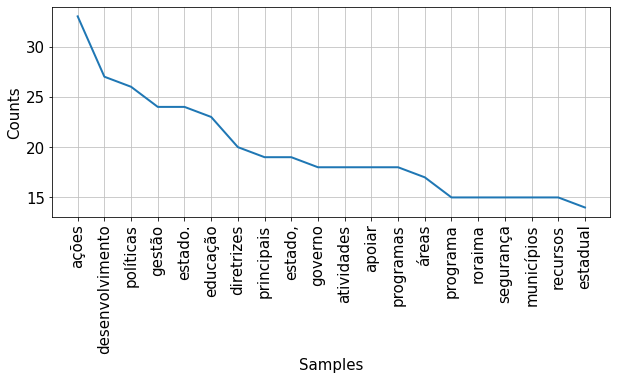 Counts
30
25
20
15
ações
desenvolvimento
políticas
gestão
estado.
educação
diretrizes
principais
estado,
governo
atividades
apoiar
programas
áreas
programa
roraima
segurança
municípios
recursos
estadual
Samples